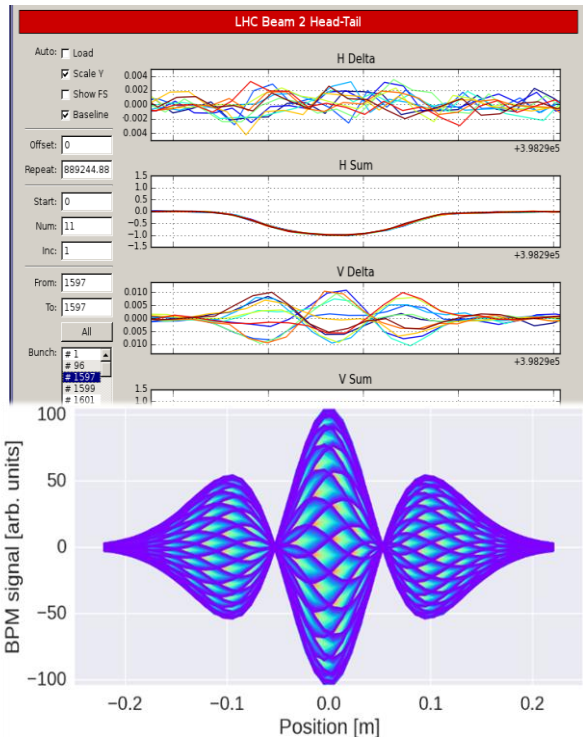 LHC Beam 2 Head-Tail
Auto: Load
Scale Y
Show FS
Baseline
Offset: 0
Repeat: 889244.88
Start: 0
Num: 11
Inc: 1
From: 1597
To: 1597
All
Bunch: # 1
# 96
# 1597
# 1599
# 1601
H Delta
0.004
0.002
0.000
0.002
0.004
+3.9829e5
H Sum
1.5
1.0
0.5
0.0
−0.5
−1.0
−1.5
+3.9829e5
V Delta
0.010
0.005
0.000
0.005
0.010
+3.9829e5
V Sum
1.5
1.0
BPM signal [arb. units]
100
50
0
−50
−100
−0.2 −0.1 0.0 0.1 0.2
Position [m]